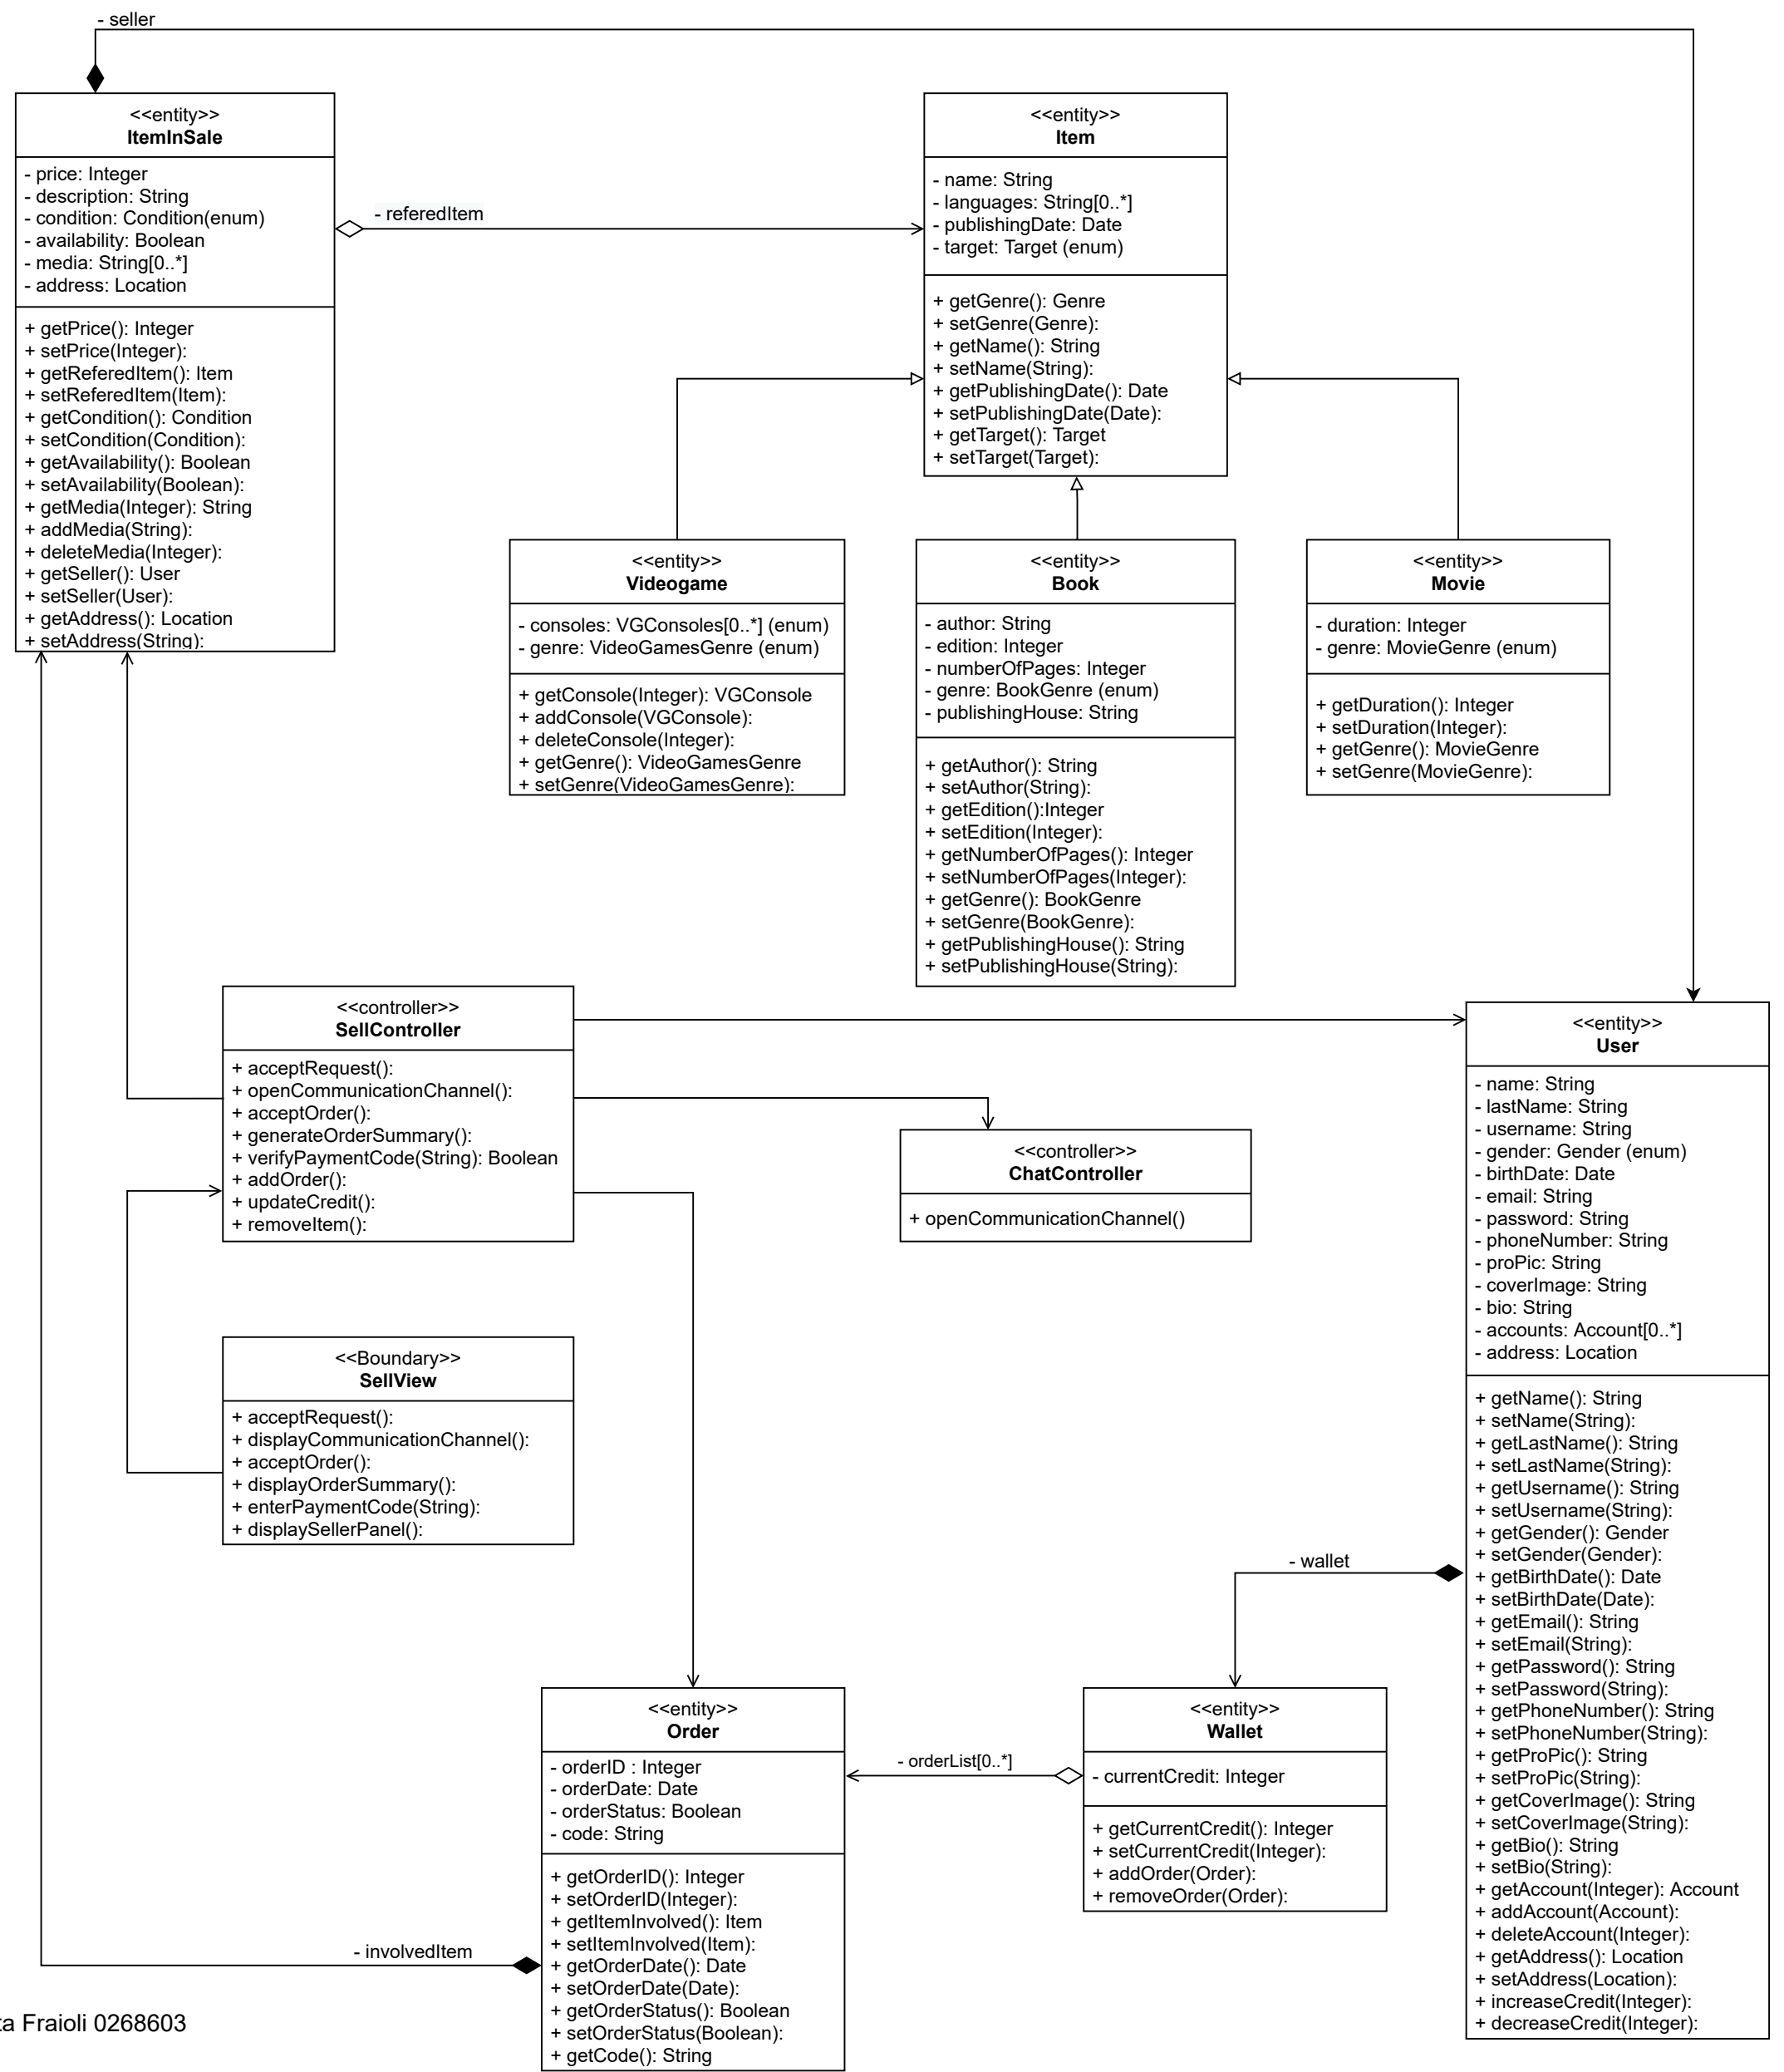 - seller
<<entity>>
ItemInSale
- price: Integer
- description: String
- condition: Condition(enum)
- availability: Boolean
- media: String[0..*]
- address: Location
+ getPrice(): Integer
+ setPrice(Integer):
+ getReferedItem(): Item
+ setReferedItem(Item):
+ getCondition(): Condition
+ setCondition(Condition):
+ getAvailability(): Boolean
+ setAvailability(Boolean):
+ getMedia(Integer): String
+ addMedia(String):
+ deleteMedia(Integer):
+ getSeller(): User
+ setSeller(User):
+ getAddress(): Location
+ setAddress(String):
- referedItem
<<entity>>
Item
- name: String
- languages: String[0..*]
- publishingDate: Date
- target: Target (enum)
+ getGenre(): Genre
+ setGenre(Genre):
+ getName(): String
+ setName(String):
+ getPublishingDate(): Date
+ setPublishingDate(Date):
+ getTarget(): Target
+ setTarget(Target):
<<entity>>
Videogame
- consoles: VGConsoles[0..*] (enum)
- genre: VideoGamesGenre (enum)
+ getConsole(Integer): VGConsole
+ addConsole(VGConsole):
+ deleteConsole(Integer):
+ getGenre(): VideoGamesGenre
+ setGenre(VideoGamesGenre):
<<entity>>
Book
- author: String
- edition: Integer
- numberOfPages: Integer
- genre: BookGenre (enum)
- publishingHouse: String
+ getAuthor(): String
+ setAuthor(String):
+ getEdition():Integer
+ setEdition(Integer):
+ getNumberOfPages(): Integer
+ setNumberOfPages(Integer):
+ getGenre(): BookGenre
+ setGenre(BookGenre):
+ getPublishingHouse(): String
+ setPublishingHouse(String):
<<entity>>
Movie
- duration: Integer
- genre: MovieGenre (enum)
+ getDuration(): Integer
+ setDuration(Integer):
+ getGenre(): MovieGenre
+ setGenre(MovieGenre):
<<controller>>
SellController
+ acceptRequest():
+ openCommunicationChannel():
+ acceptOrder():
+ generateOrderSummary():
+ verifyPaymentCode(String): Boolean
+ addOrder():
+ updateCredit():
+ removeItem():
<<controller>>
ChatController
+ openCommunicationChannel()
<<Boundary>>
SellView
+ acceptRequest():
+ displayCommunicationChannel():
+ acceptOrder():
+ displayOrderSummary():
+ enterPaymentCode(String):
+ displaySellerPanel():
<<entity>>
User
- name: String
- lastName: String
- username: String
- gender: Gender (enum)
- birthDate: Date
- email: String
- password: String
- phoneNumber: String
- proPic: String
- coverImage: String
- bio: String
- accounts: Account[0..*]
- address: Location
+ getName(): String
+ setName(String):
+ getLastName(): String
+ setLastName(String):
+ getUsername(): String
+ setUsername(String):
+ getGender(): Gender
+ setGender(Gender):
+ getBirthDate(): Date
+ setBirthDate(Date):
+ getEmail(): String
+ setEmail(String):
+ getPassword(): String
+ setPassword(String):
+ getPhoneNumber(): String
+ setPhoneNumber(String):
+ getProPic(): String
+ setProPic(String):
+ getCoverImage(): String
+ setCoverImage(String):
+ getBio(): String
+ setBio(String):
+ getAccount(Integer): Account
+ addAccount(Account):
+ deleteAccount(Integer):
+ getAddress(): Location
+ setAddress(Location):
+ increaseCredit(Integer):
+ decreaseCredit(Integer):
- wallet
<<entity>>
Order
- orderID : Integer
- orderDate: Date
- orderStatus: Boolean
- code: String
+ getOrderID(): Integer
+ setOrderID(Integer):
+ getItemInvolved(): Item
+ setItemInvolved(Item):
+ getOrderDate(): Date
+ setOrderDate(Date):
+ getOrderStatus(): Boolean
+ setOrderStatus(Boolean):
+ getCode(): String
- orderList[0..*]
<<entity>>
Wallet
- currentCredit: Integer
+ getCurrentCredit(): Integer
+ setCurrentCredit(Integer):
+ addOrder(Order):
+ removeOrder(Order):
- involvedItem
Fraioli 0268603